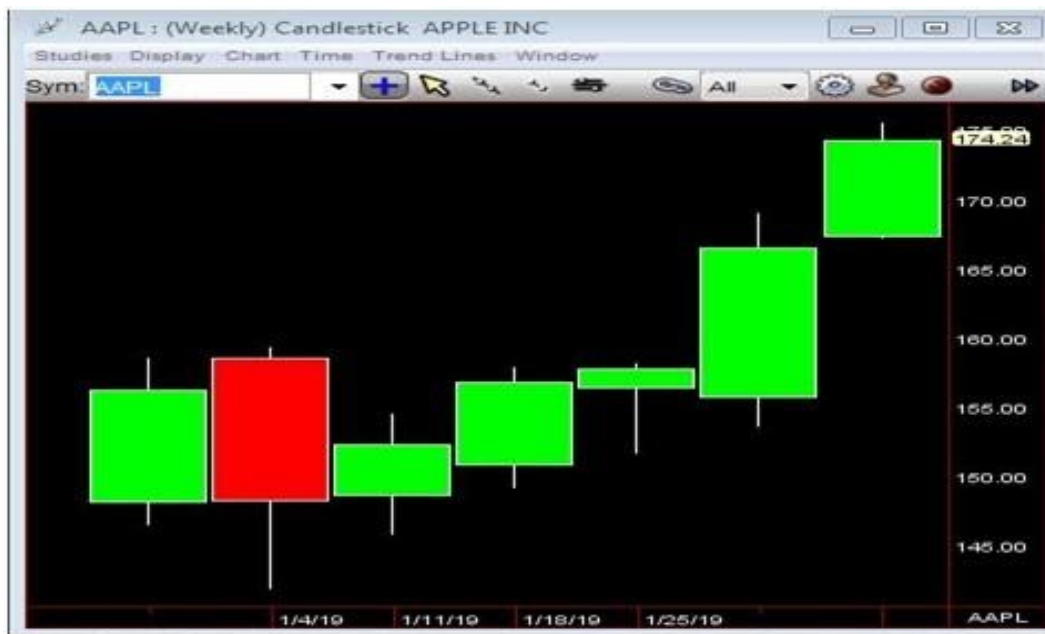 AAPL : (Weekly) Candlestick APPLE INC
Studies Display Chart Time Trend Lines Window
Sym: AAPL All
175.00
174.24
170.00
165.00
160.00
155.00
150.00
145.00
1/4/19 1/11/19 1/18/19 1/25/19 AAPL